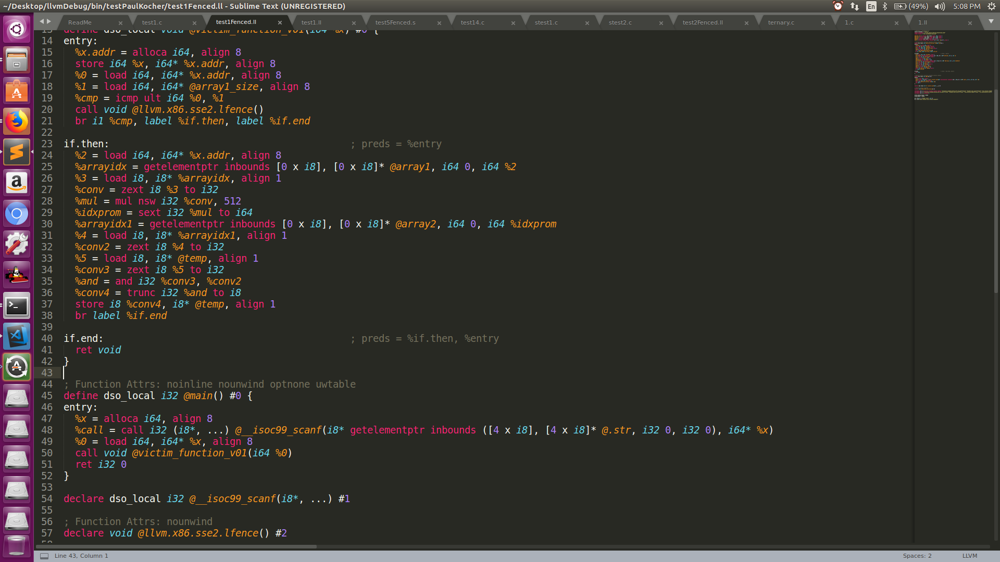 ~/Desktop/llvmDebug/bin/testPaulKocher/test1Fenced.ll - Sublime Text (UNREGISTERED)
En (49%) 5:08 PM
ReadMe test1.c test1Fenced.ll test1.ll test5Fenced.s test14.c stest1.c stest2.c test2Fenced.ll ternary.c 1.c 1.ll
13 define dso_local void @victim_function_v01(i64 %x) #0 {
14 entry:
15 %x.addr = alloca i64, align 8
16 store i64 %x, i64* %x.addr, align 8
17 %0 = load i64, i64* %x.addr, align 8
18 %1 = load i64, i64* @array1_size, align 8
19 %cmp = icmp ult i64 %0, %1
20 call void @llvm.x86.sse2.lfence()
21 br i1 %cmp, label %if.then, label %if.end
22
23 if.then: ; preds = %entry
24 %2 = load i64, i64* %x.addr, align 8
25 %arrayidx = getelementptr inbounds [0 x i8], [0 x i8]* @array1, i64 0, i64 %2
26 %3 = load i8, i8* %arrayidx, align 1
27 %conv = zext i8 %3 to i32
28 %mul = mul nsw i32 %conv, 512
29 %idxprom = sext i32 %mul to i64
30 %arrayidx1 = getelementptr inbounds [0 x i8], [0 x i8]* @array2, i64 0, i64 %idxprom
31 %4 = load i8, i8* %arrayidx1, align 1
32 %conv2 = zext i8 %4 to i32
33 %5 = load i8, i8* @temp, align 1
34 %conv3 = zext i8 %5 to i32
35 %and = and i32 %conv3, %conv2
36 %conv4 = trunc i32 %and to i8
37 store i8 %conv4, i8* @temp, align 1
38 br label %if.end
39
40 if.end: ; preds = %if.then, %entry
41 ret void
42 }
43
44 ; Function Attrs: noinline nounwind optnone uwtable
45 define dso_local i32 @main() #0 {
46 entry:
47 %x = alloca i64, align 8
48 %call = call i32 (i8*, ...) @__isoc99_scanf(i8* getelementptr inbounds ([4 x i8], [4 x i8]* @.str, i32 0, i32 0), i64* %x)
49 %0 = load i64, i64* %x, align 8
50 call void @victim_function_v01(i64 %0)
51 ret i32 0
52 }
53
54 declare dso_local i32 @__isoc99_scanf(i8*, ...) #1
55
56 ; Function Attrs: nounwind
57 declare void @llvm.x86.sse2.lfence() #2
Line 43, Column 1 Spaces: 2 LLVM